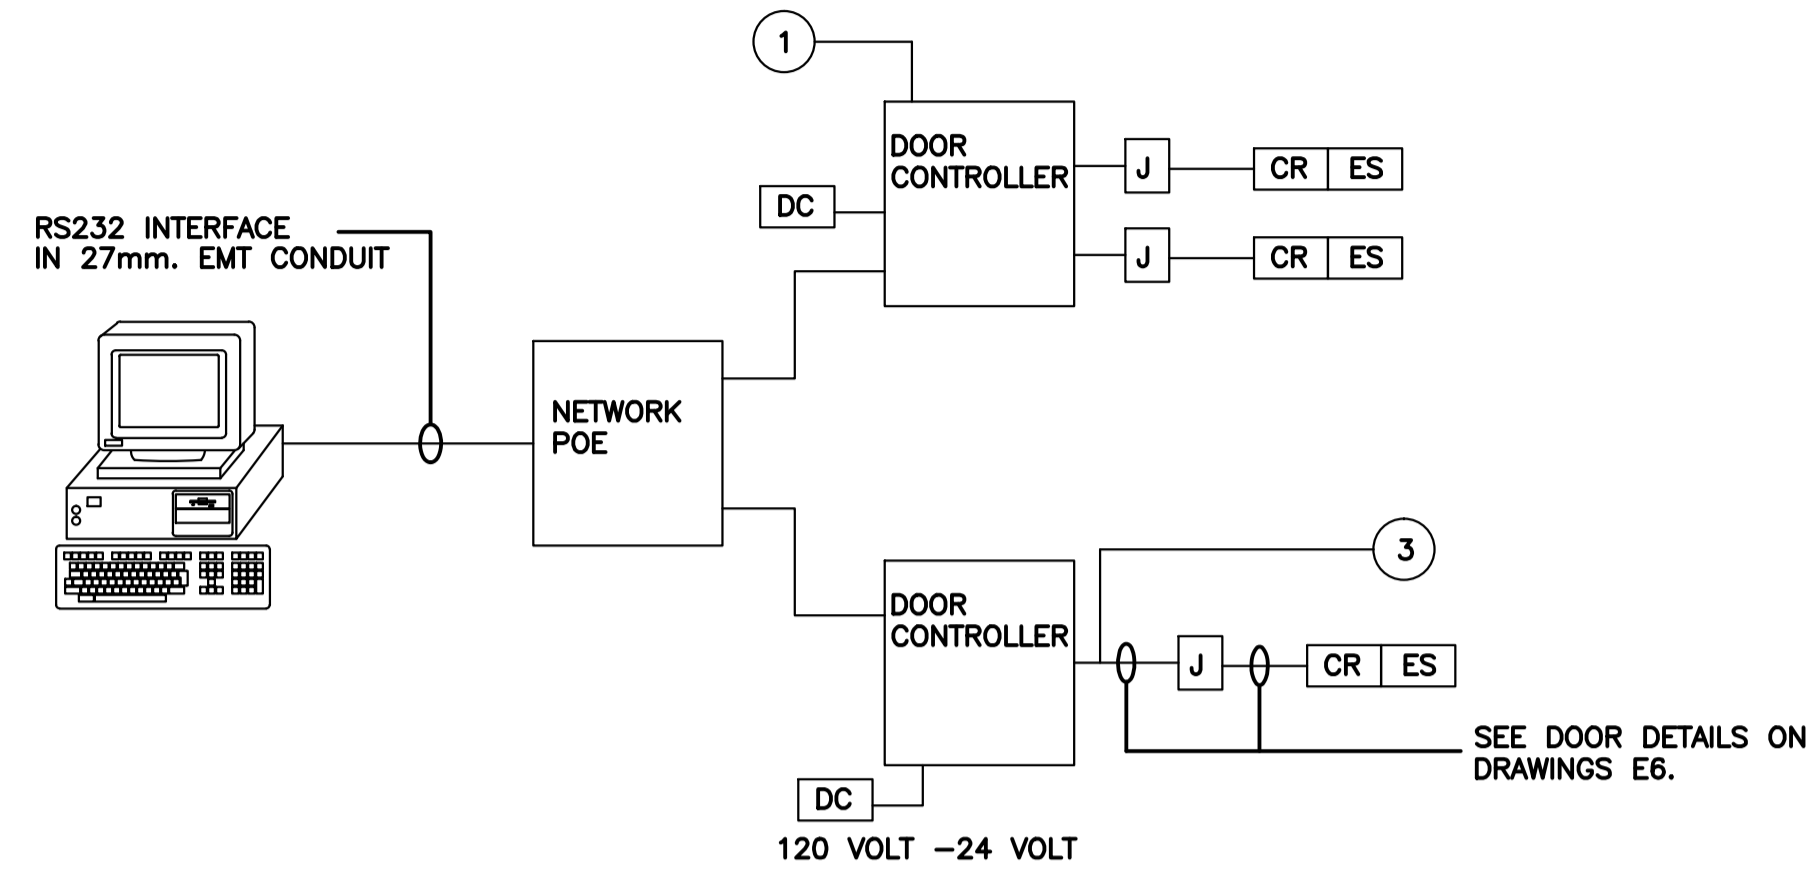 1
DOOR
CONTROLLER
J
CR ES
DC
J
CR ES
RS232 INTERFACE
IN 27mm. EMT CONDUIT
NETWORK
POE
3
DOOR
CONTROLLER
J
CR ES
SEE DOOR DETAILS ON
DRAWINGS E6.
DC
120 VOLT -24 VOLT